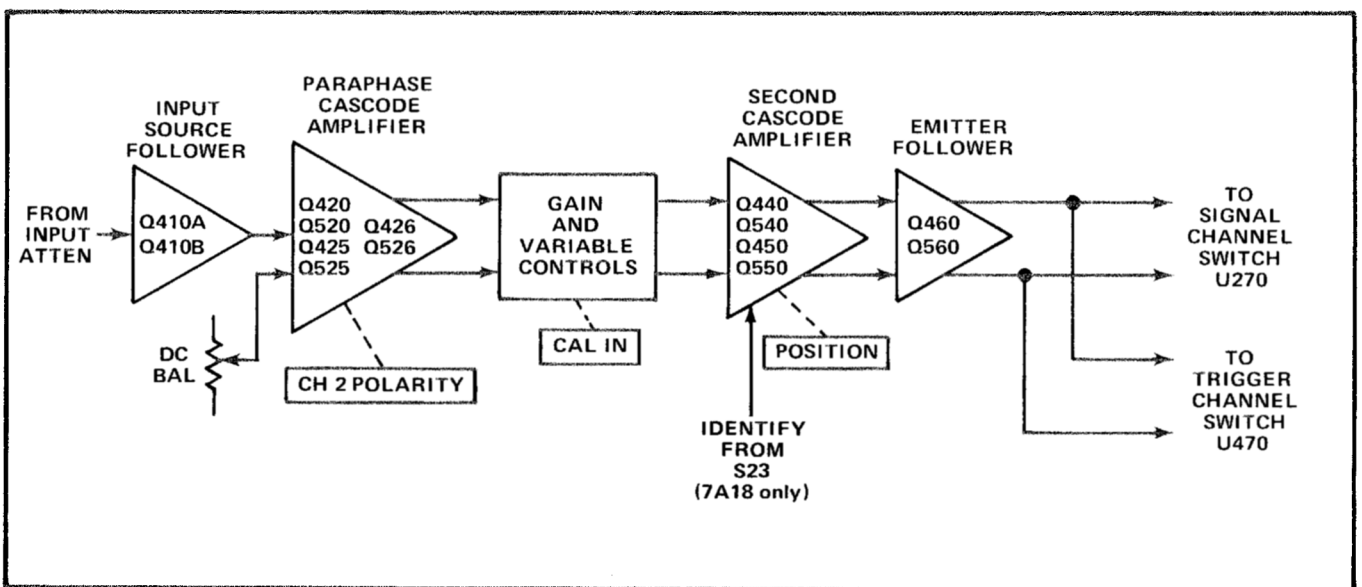 FROM
INPUT
ATTEN
INPUT
SOURCE
FOLLOWER
Q410A
Q410B
DC
BAL
PARAPHASE
CASCODE
AMPLIFIER
Q420
Q520 Q426
Q425 Q526
Q525
CH 2 POLARITY
GAIN
AND
VARIABLE
CONTROLS
CAL IN
SECOND
CASCODE
AMPLIFIER
Q440
Q540
Q450
Q550
POSITION
IDENTIFY
FROM
S23
(7A18 only)
EMITTER
FOLLOWER
Q460
Q560
TO
SIGNAL
CHANNEL
SWITCH
U270
TO
TRIGGER
CHANNEL
SWITCH
U470